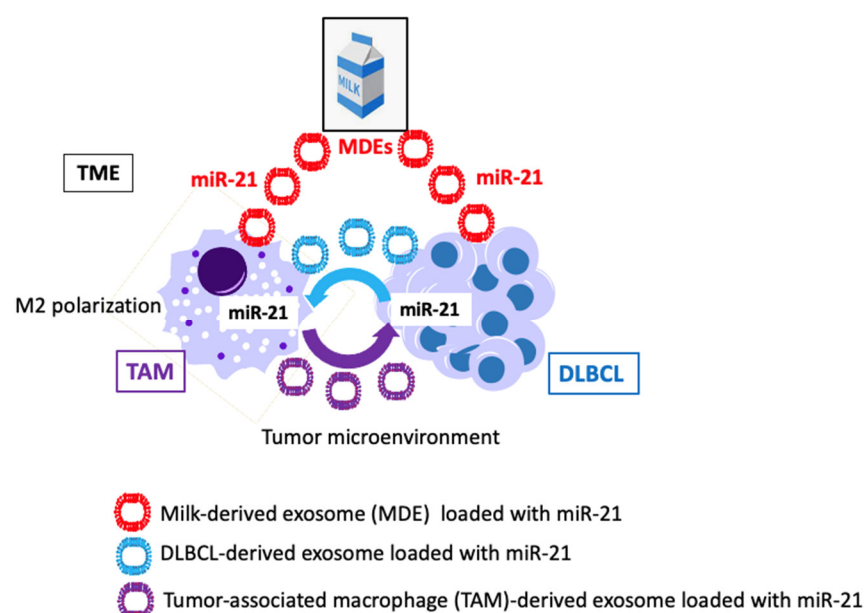 MILK
MDEs
TME
miR-21
miR-21
M2 polarization
miR-21
miR-21
TAM
DLBCL
Tumor microenvironment
Milk-derived exosome (MDE) loaded with miR-21
DLBCL-derived exosome loaded with miR-21
Tumor-associated macrophage (TAM)-derived exosome loaded with miR-21